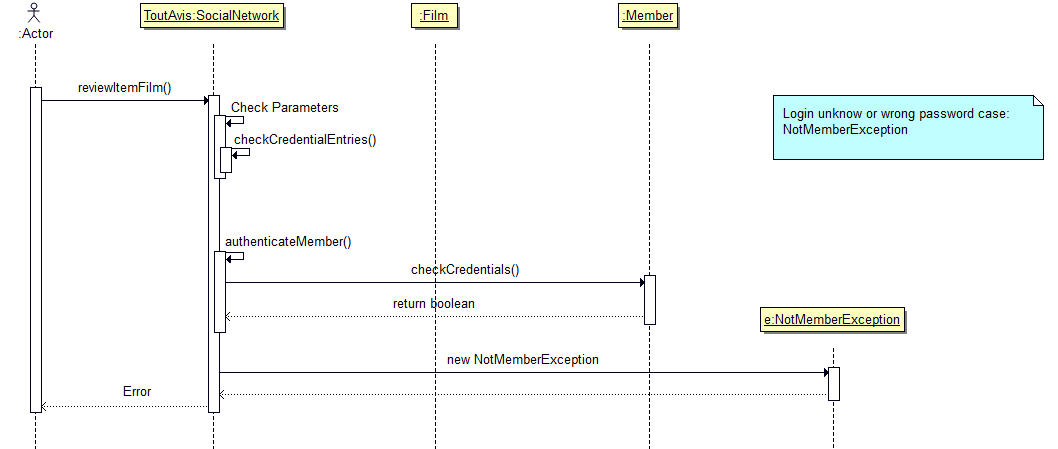 :Actor
ToutAvis:SocialNetwork
:Film
:Member
reviewItemFilm()
Check Parameters
checkCredentialEntries()
Login unknow or wrong password case:
NotMemberException
authenticateMember()
checkCredentials()
return boolean
e:NotMemberException
new NotMemberException
Error